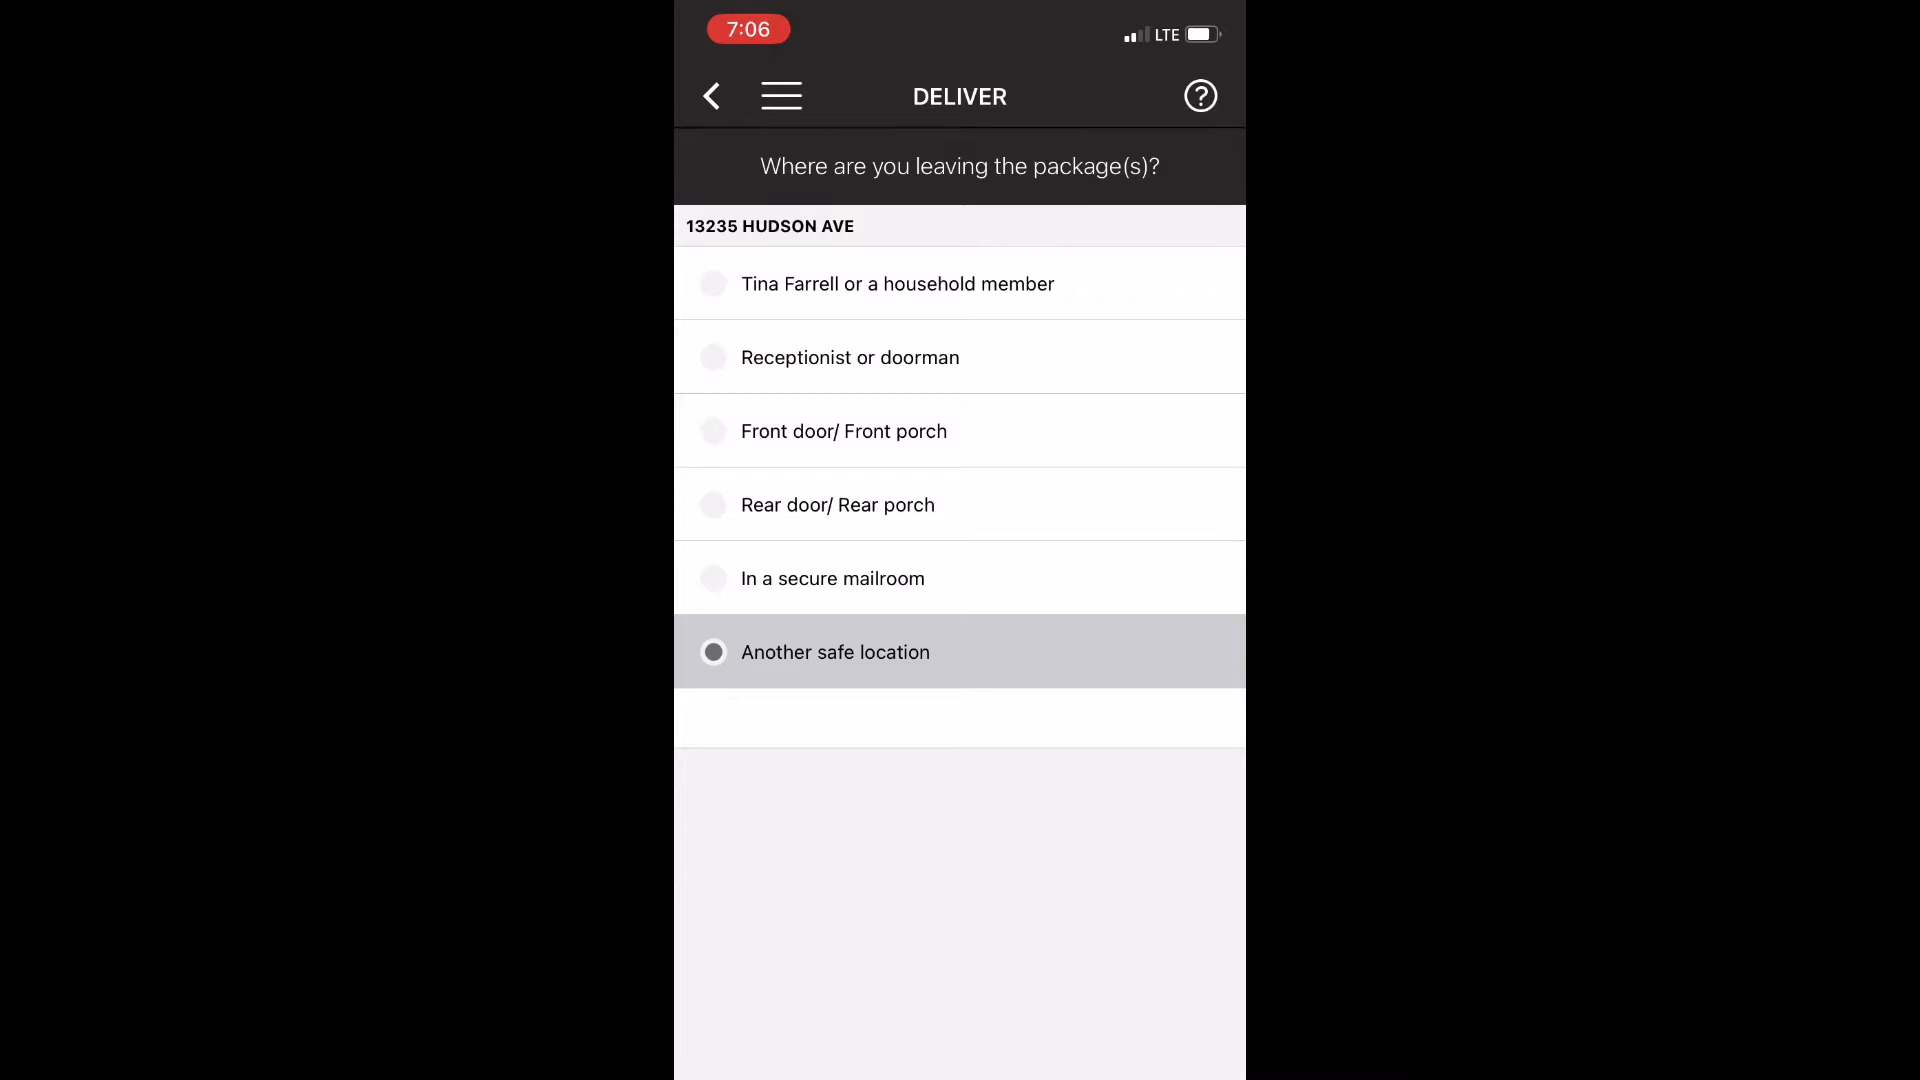 7:06
LTE
DELIVER
?
Where are you leaving the package(s)?
13235 HUDSON AVE
Tina Farrell or a household member
Receptionist or doorman
Front door/ Front porch
Rear door/ Rear porch
In a secure mailroom
Another safe location